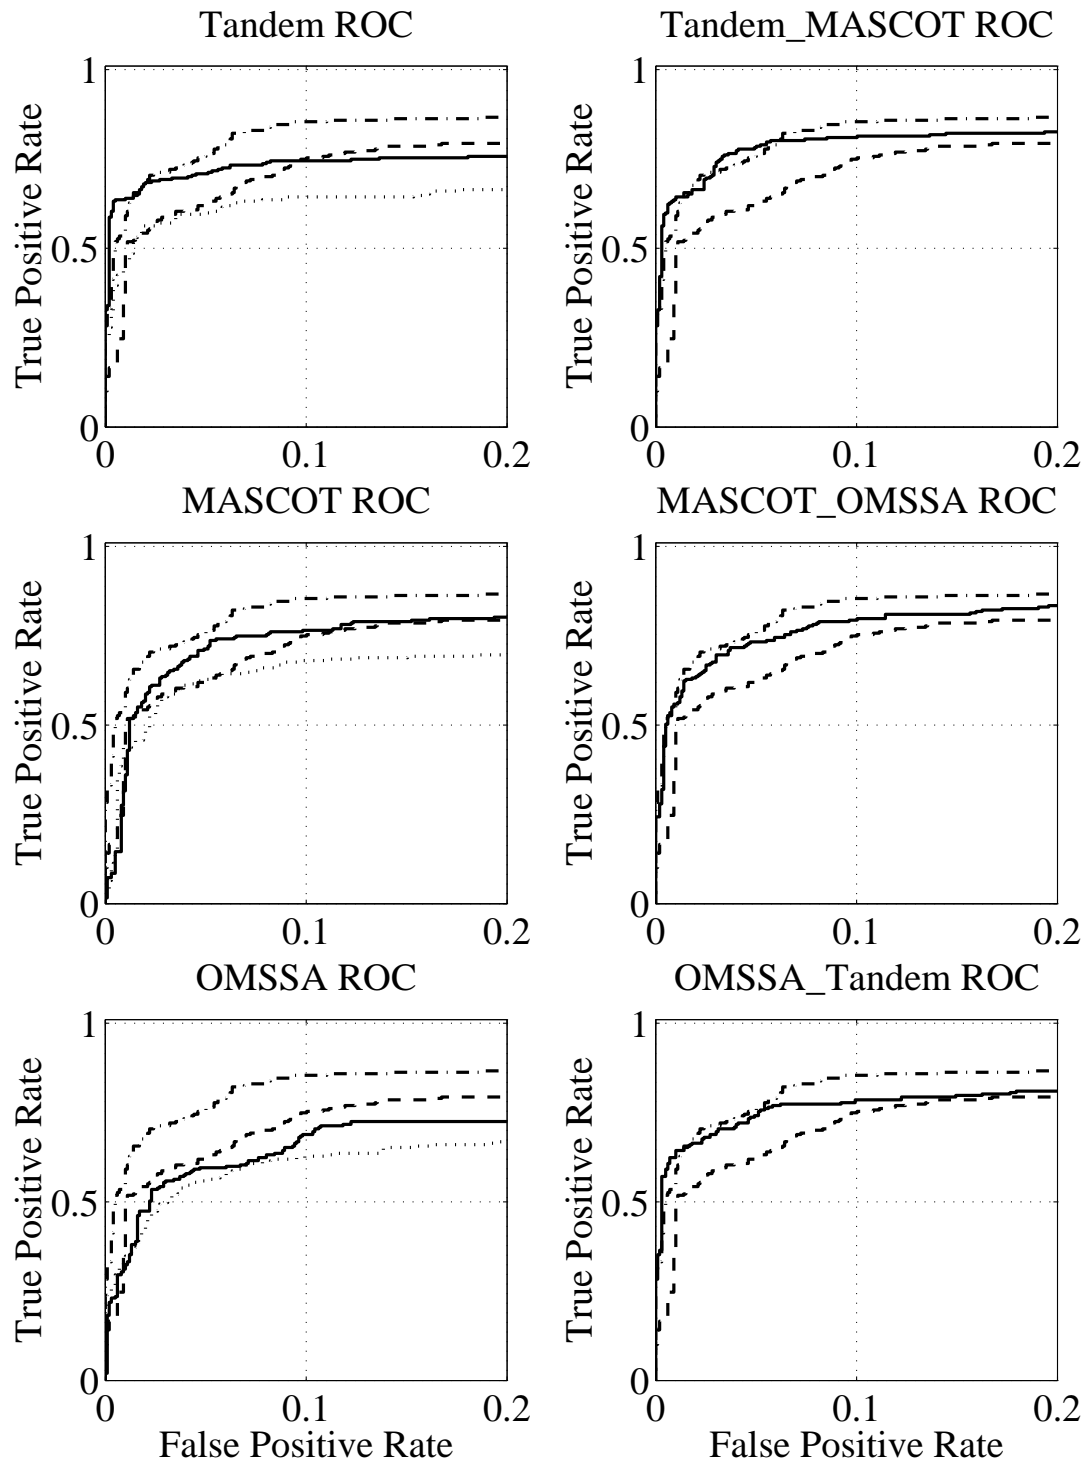 Tandem ROC
True Positive Rate
1
0.5
0
0
0.1
0.2
Tandem_MASCOT ROC
True Positive Rate
1
0.5
0
0
0.1
0.2
MASCOT ROC
True Positive Rate
1
0.5
0
0
0.1
0.2
MASCOT_OMSSA ROC
True Positive Rate
1
0.5
0
0
0.1
0.2
OMSSA ROC
True Positive Rate
1
0.5
0
0
0.1
0.2
False Positive Rate
OMSSA_Tandem ROC
True Positive Rate
1
0.5
0
0
0.1
0.2
False Positive Rate